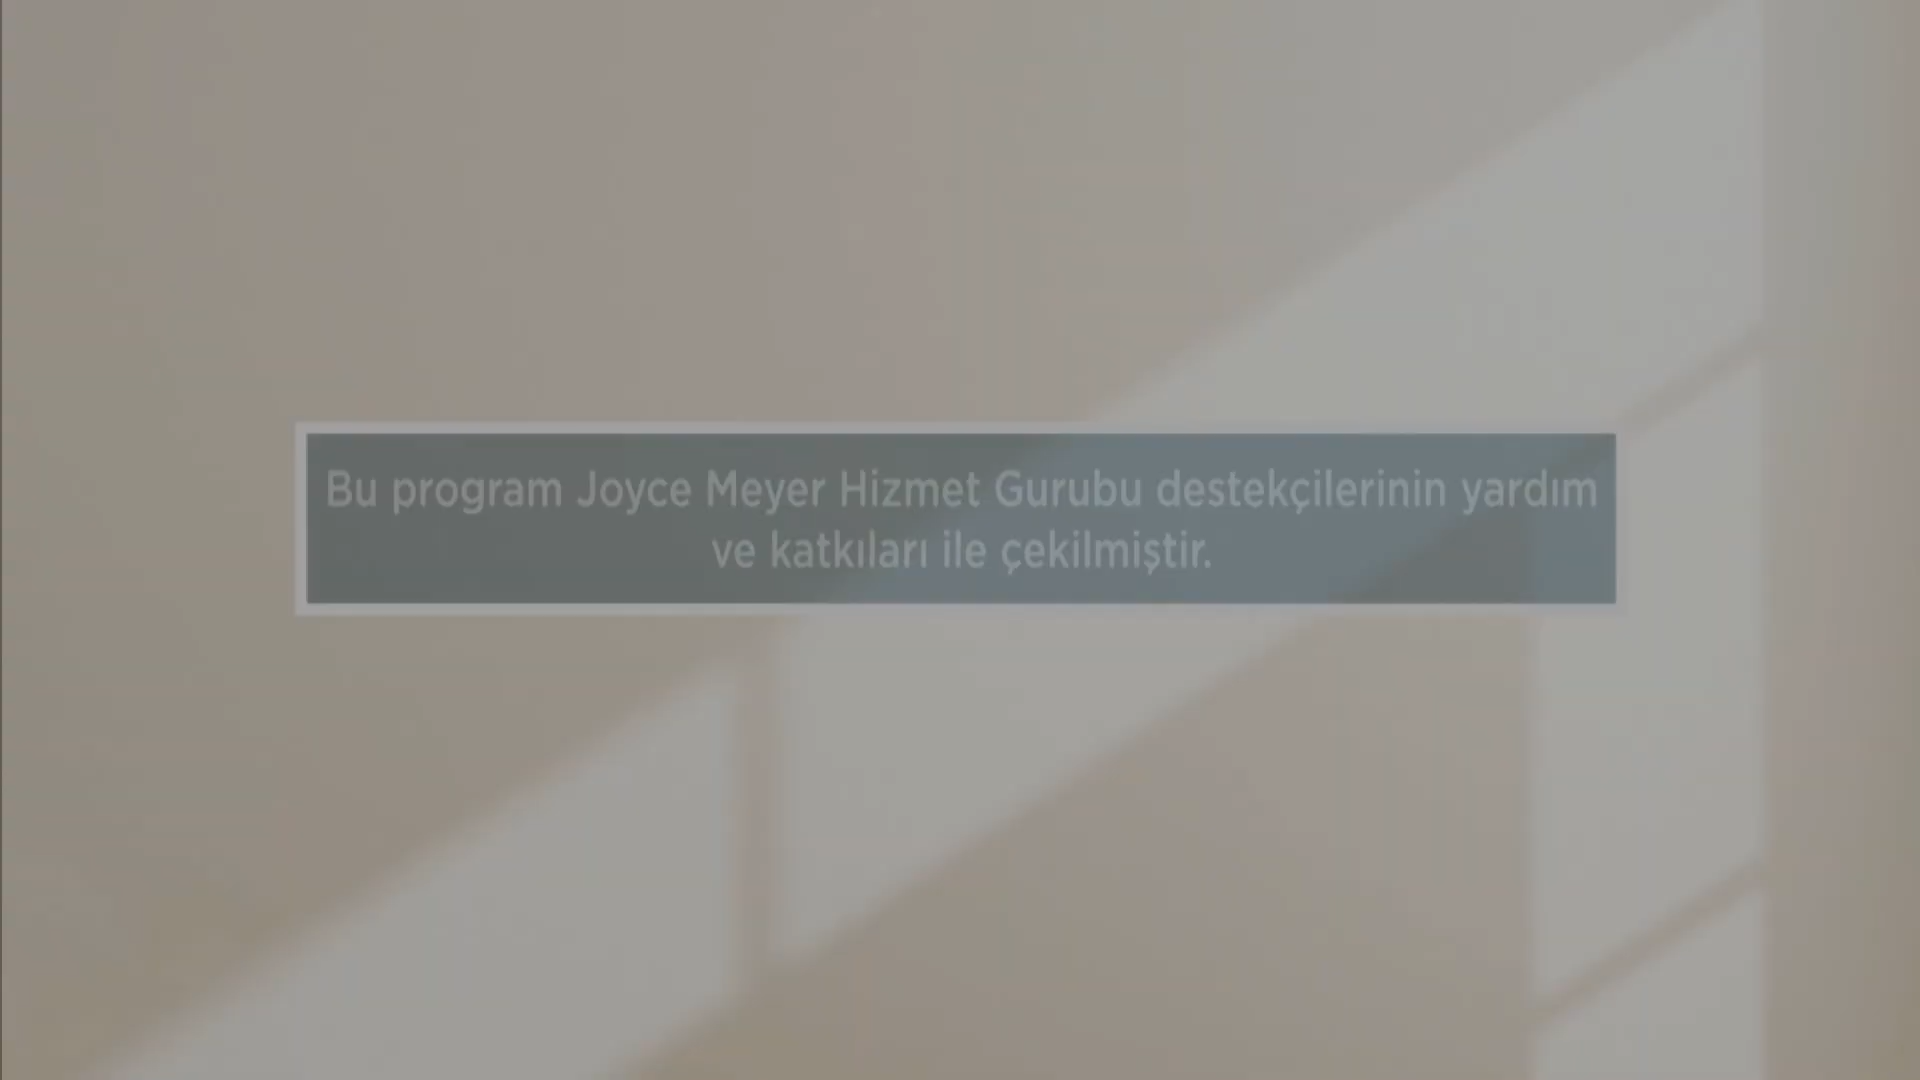 Bu program Joyce Meyer Hizmet Gurubu destekçilerinin yardım
ve katkıları ile çekilmiştir.